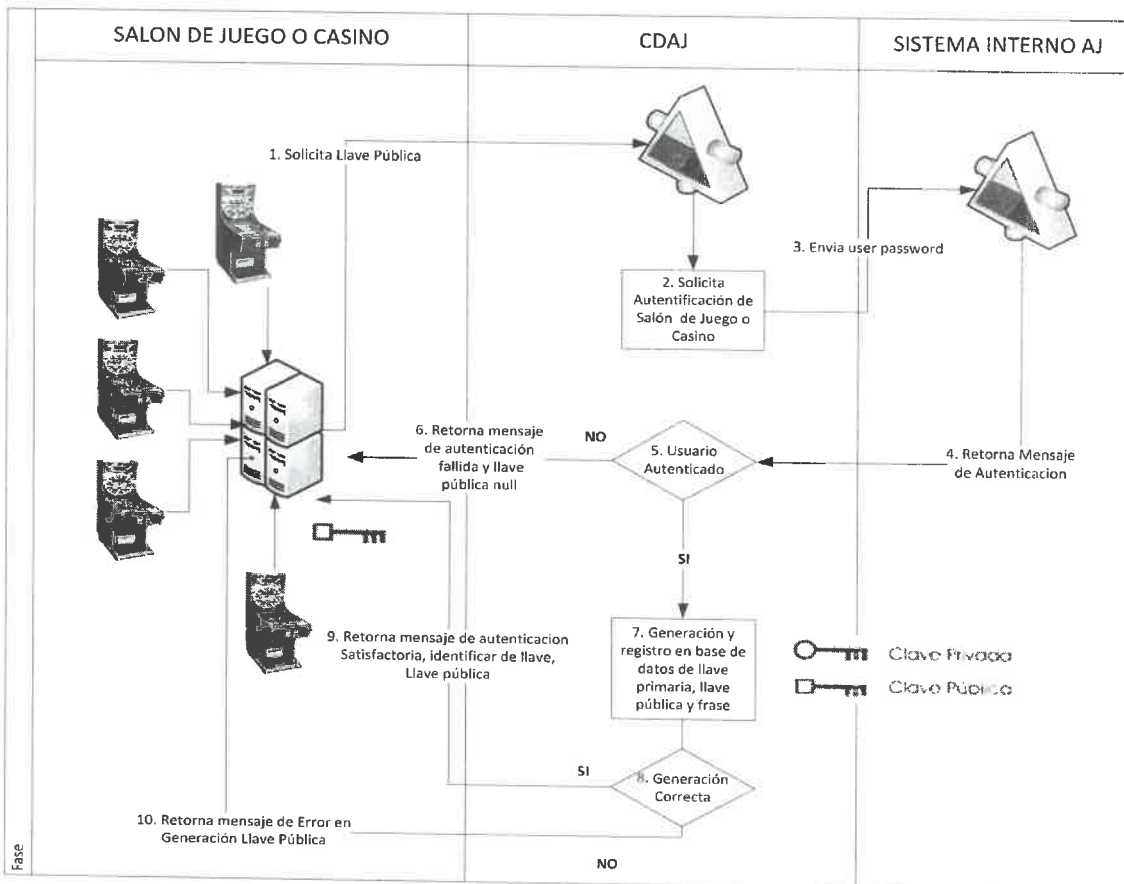 SALON DE JUEGO O CASINO
CDAJ
SISTEMA INTERNO AJ
1. Solicita Llave Pública
3. Envia user password
2. Solicita
Autentificación de
Salón de Juego o
Casino
6. Retorna mensaje
de autenticación
fallida y llave
pública null
NO
5. Usuario
Autenticado
4. Retorna Mensaje
de Autenticacion
SI
9. Retorna mensaje de autenticacion
Satisfactoria, identificar de llave,
Llave pública
7. Generación y
registro en base de
datos de llave
primaria, llave
pública y frase
Clave Privada
Clave Pública
SI
8. Generación
Correcta
10. Retorna mensaje de Error en
Generación Llave Pública
NO
Fase